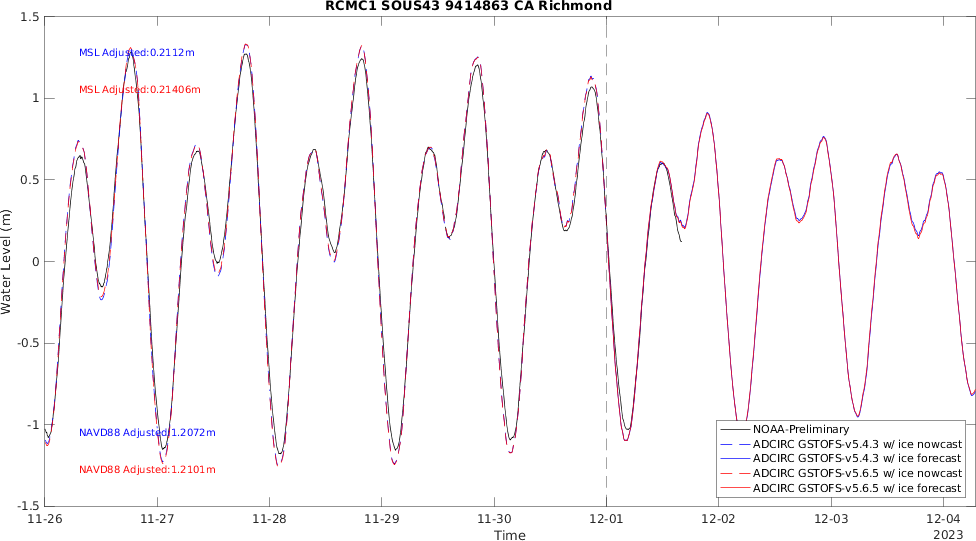 RCMC1 SOUS43 9414863 CA Richmond
1.5
MSL Adjusted:0.2112m
1
MSL Adjusted:0.21406m
0.5
0
Water Level (m)
-0.5
-1
NAVD88 Adjusted:1.2072m
NAVD88 Adjusted:1.2101m
-1.5
NOAA-Preliminary
ADCIRC GSTOFS-v5.4.3 w/ ice nowcast
ADCIRC GSTOFS-v5.4.3 w/ ice forecast
ADCIRC GSTOFS-v5.6.5 w/ ice nowcast
ADCIRC GSTOFS-v5.6.5 w/ ice forecast
11-26 11-27 11-28 11-29 11-30 12-01 12-02 12-03 12-04
Time
2023